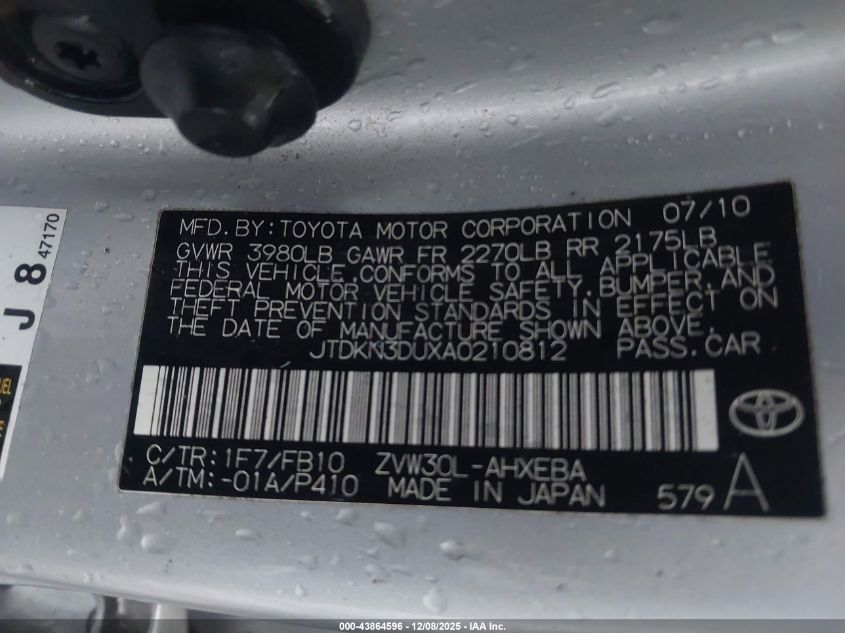 MFD. BY: TOYOTA MOTOR CORPORATION 07/10
GVWR 3980LB GAWR FR 2270LB RR 2175LB
THIS VEHICLE CONFORMS TO ALL APPLICABLE
FEDERAL MOTOR VEHICLE SAFETY, BUMPER, AND
THEFT PREVENTION STANDARDS IN EFFECT ON
THE DATE OF MANUFACTURE SHOWN ABOVE.
JTDKN3DUXA0210812 PASS. CAR
C/TR: 1F7/FB10 ZVW30L-AHXEBA
A/TM: -01A/P410 MADE IN JAPAN 579 A
J 8 47170
000-43864596 - 12/08/2025 - IAA Inc.